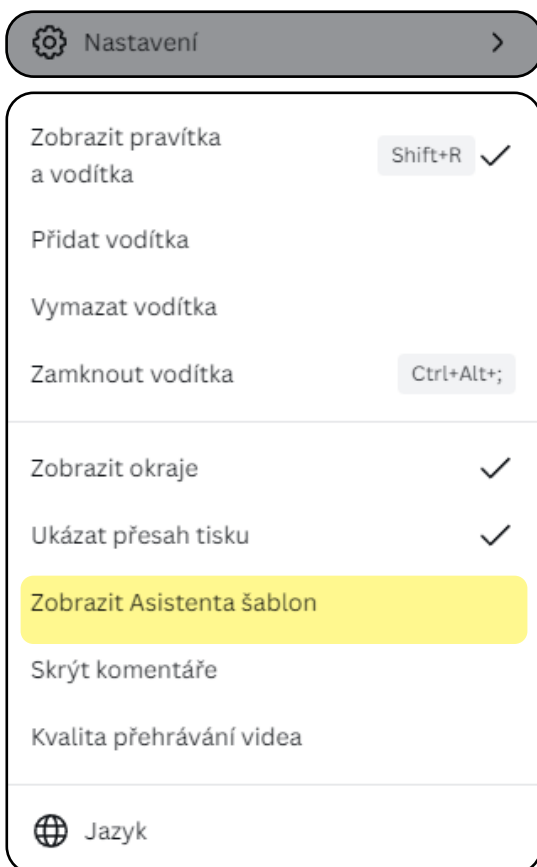 Nastavení
Zobrazit pravítka
a vodítka
Shift+R
Přidat vodítka
Vymazat vodítka
Zamknout vodítka
Ctrl+Alt+;
Zobrazit okraje
Ukázat přesah tisku
Zobrazit Asistenta šablon
Skrýt komentáře
Kvalita přehrávání videa
Jazyk